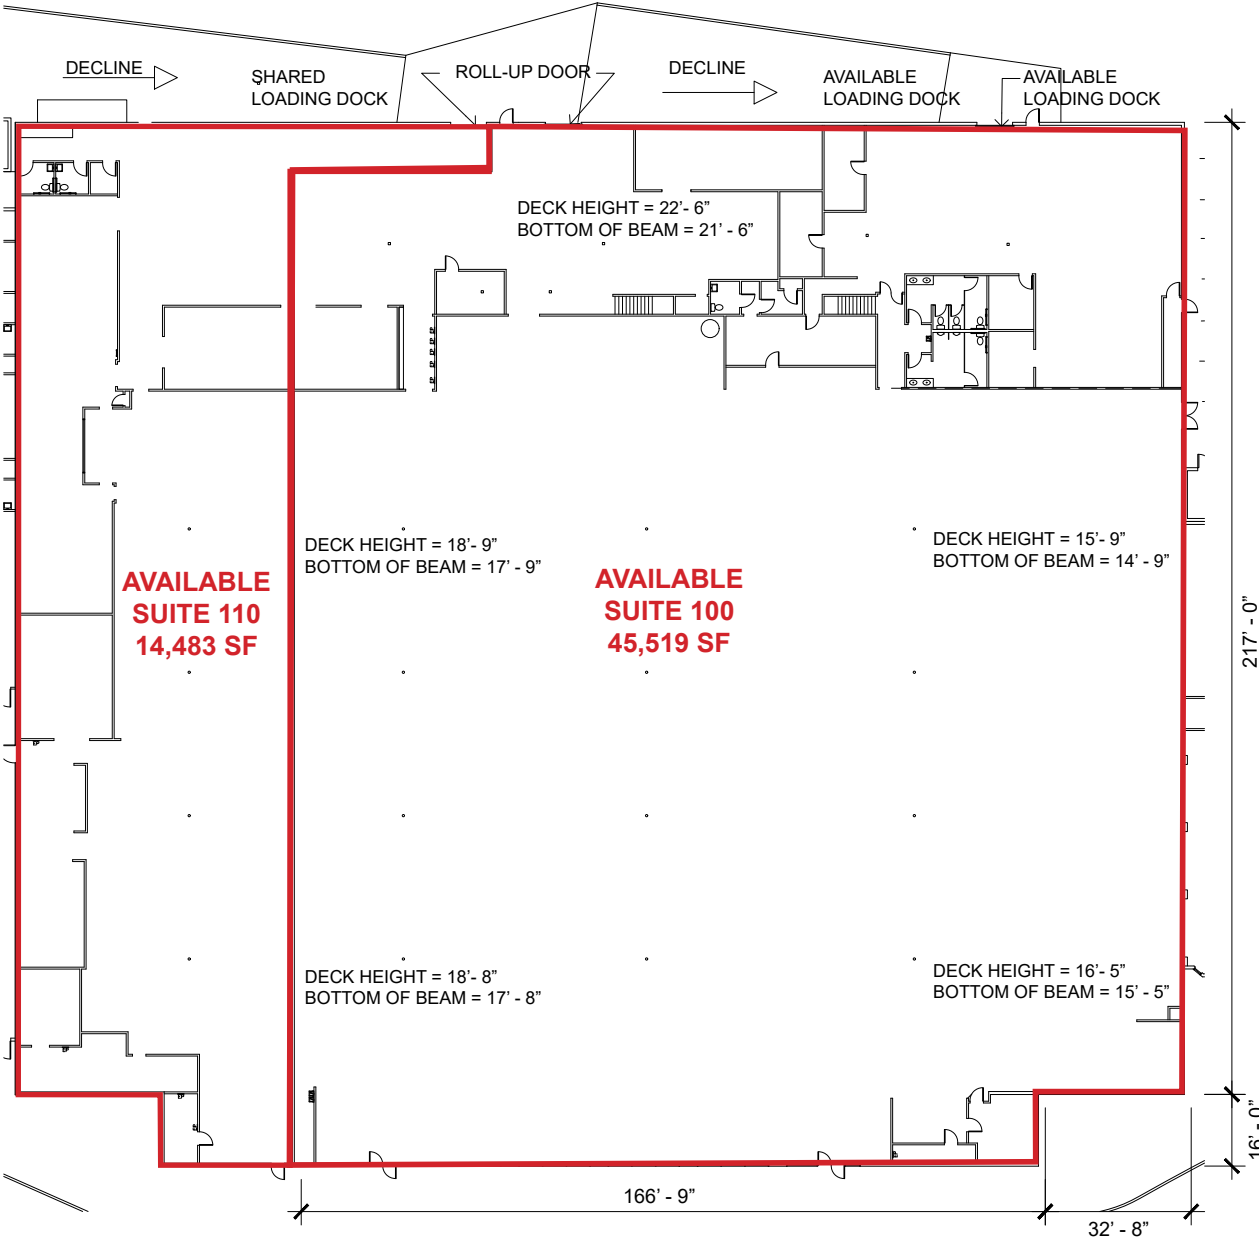 DECLINE
SHARED
LOADING DOCK
ROLL-UP DOOR
DECLINE
AVAILABLE
LOADING DOCK
AVAILABLE
LOADING DOCK
DECK HEIGHT = 22'- 6”
BOTTOM OF BEAM = 21' - 6”
DECK HEIGHT = 18'- 9”
BOTTOM OF BEAM = 17' - 9”
DECK HEIGHT = 15'- 9”
BOTTOM OF BEAM = 14' - 9”
AVAILABLE
SUITE 110
14,483 SF
AVAILABLE
SUITE 100
45,519 SF
217' - 0”
DECK HEIGHT = 18'- 8”
BOTTOM OF BEAM = 17' - 8”
DECK HEIGHT = 16'- 5”
BOTTOM OF BEAM = 15' - 5”
16' - 0”
166' - 9”
32' - 8”